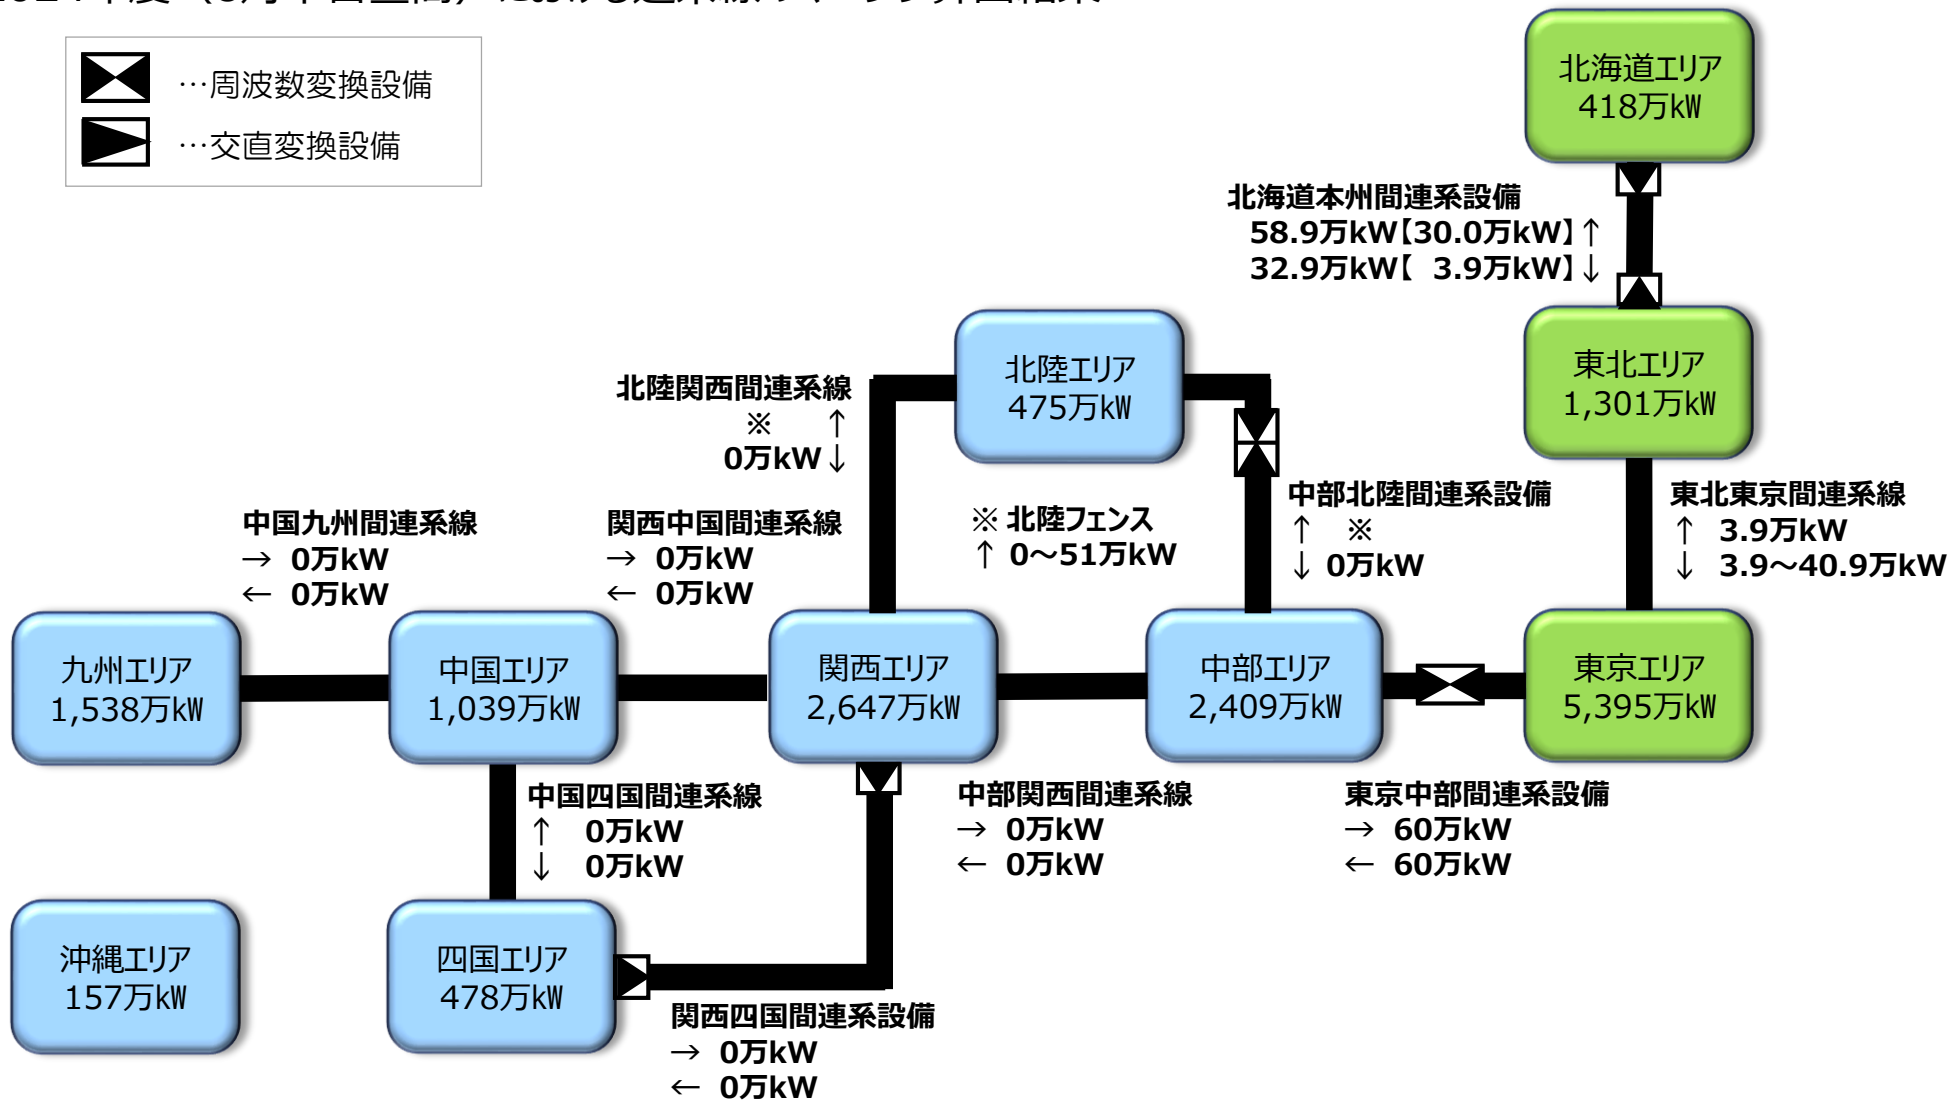 …周波数変換設備
…交直変換設備
北海道エリア
418万kW
北海道本州間連系設備
58.9万kW【30.0万kW】↑
32.9万kW【 3.9万kW】↓
東北エリア
1,301万kW
北陸エリア
475万kW
北陸関西間連系線
※ ↑
0万kW↓
中部北陸間連系設備
↑ ※
↓ 0万kW
東北東京間連系線
↑ 3.9万kW
↓ 3.9～40.9万kW
※ 北陸フェンス
↑ 0～51万kW
中国九州間連系線
→ 0万kW
← 0万kW
関西中国間連系線
→ 0万kW
← 0万kW
九州エリア
1,538万kW
中国エリア
1,039万kW
関西エリア
2,647万kW
中部エリア
2,409万kW
東京エリア
5,395万kW
中国四国間連系線
↑ 0万kW
↓ 0万kW
中部関西間連系線
→ 0万kW
← 0万kW
東京中部間連系設備
→ 60万kW
← 60万kW
沖縄エリア
157万kW
四国エリア
478万kW
関西四国間連系設備
→ 0万kW
← 0万kW